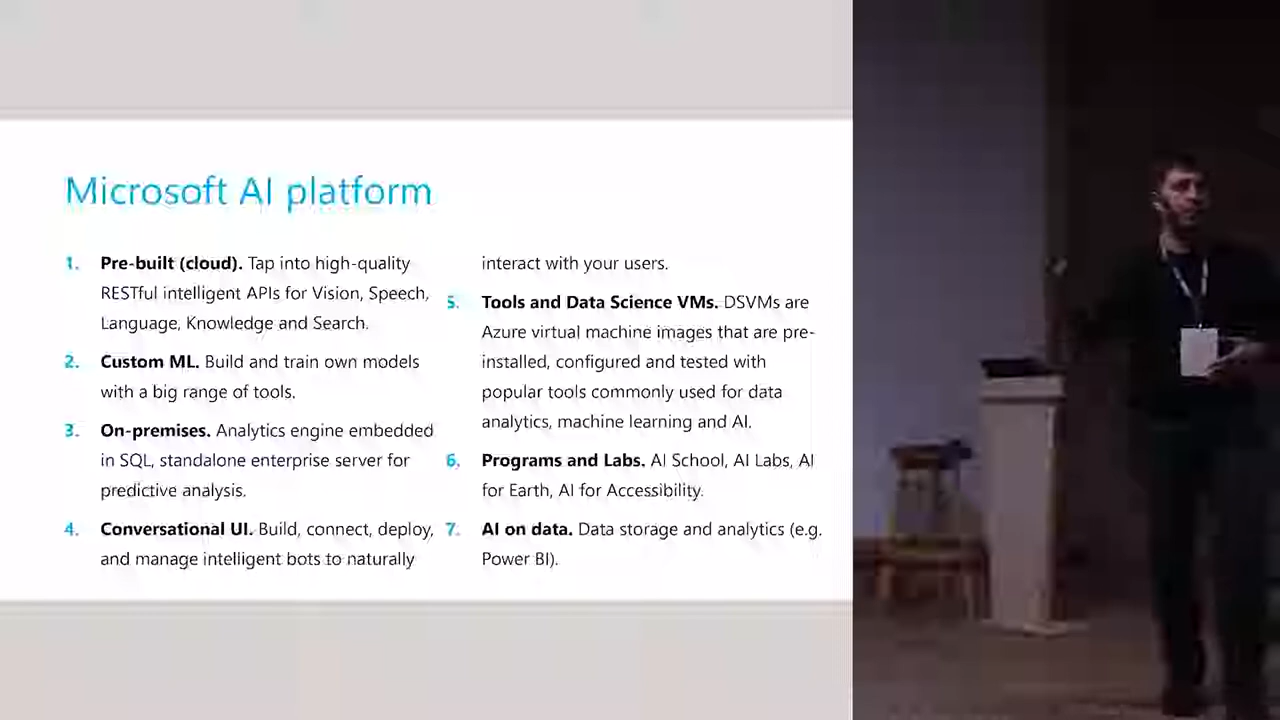 Microsoft AI platform
1. Pre-built (cloud). Tap into high-quality
RESTful intelligent APIs for Vision, Speech,
Language, Knowledge and Search.
2. Custom ML. Build and train own models
with a big range of tools.
3. On-premises. Analytics engine embedded
in SQL, standalone enterprise server for
predictive analysis.
4. Conversational UI. Build, connect, deploy,
and manage intelligent bots to naturally
interact with your users.
5. Tools and Data Science VMs. DSVMs are
Azure virtual machine images that are pre-
installed, configured and tested with
popular tools commonly used for data
analytics, machine learning and AI.
6. Programs and Labs. AI School, AI Labs, AI
for Earth, AI for Accessibility.
7. AI on data. Data storage and analytics (e.g.
Power BI).